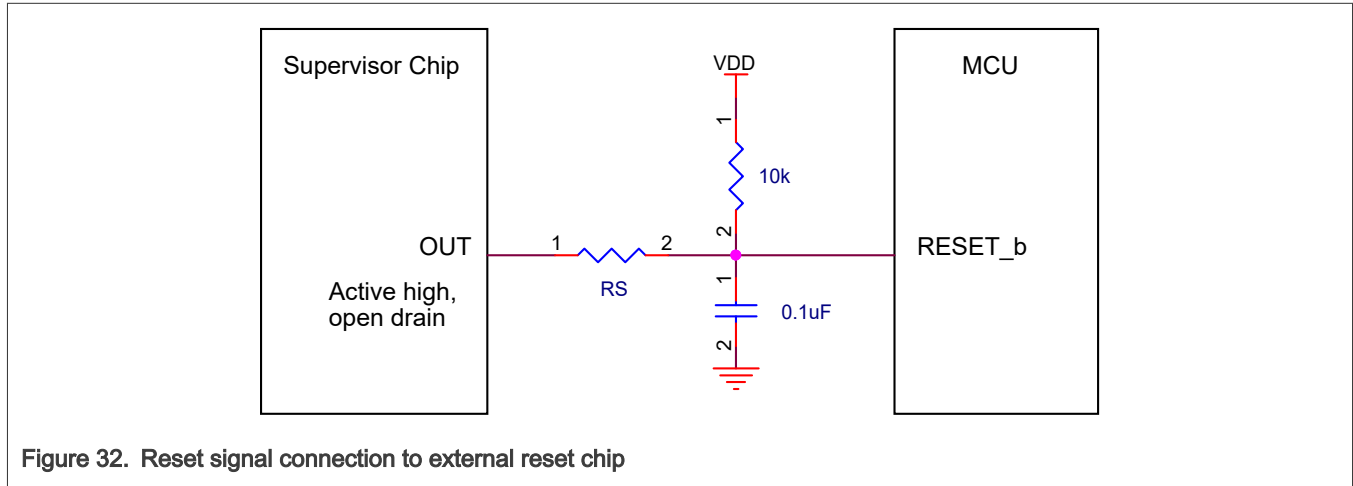 Supervisor Chip
VDD
MCU
1
10k
2
OUT
1
2
RESET_b
RS
1
Active high,
open drain
0.1uF
2
Figure 32. Reset signal connection to external reset chip